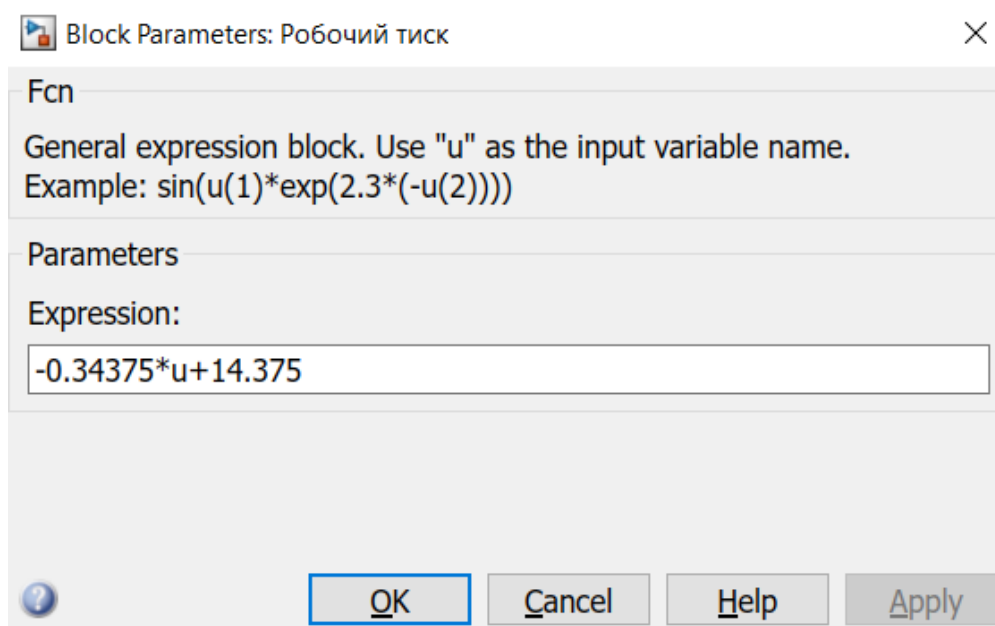 Block Parameters: Робочий тиск
Fcn
General expression block. Use "u" as the input variable name.
Example: sin(u(1)*exp(2.3*(-u(2))))
Parameters
Expression:
-0.34375*u+14.375
OK
Cancel
Help
Apply